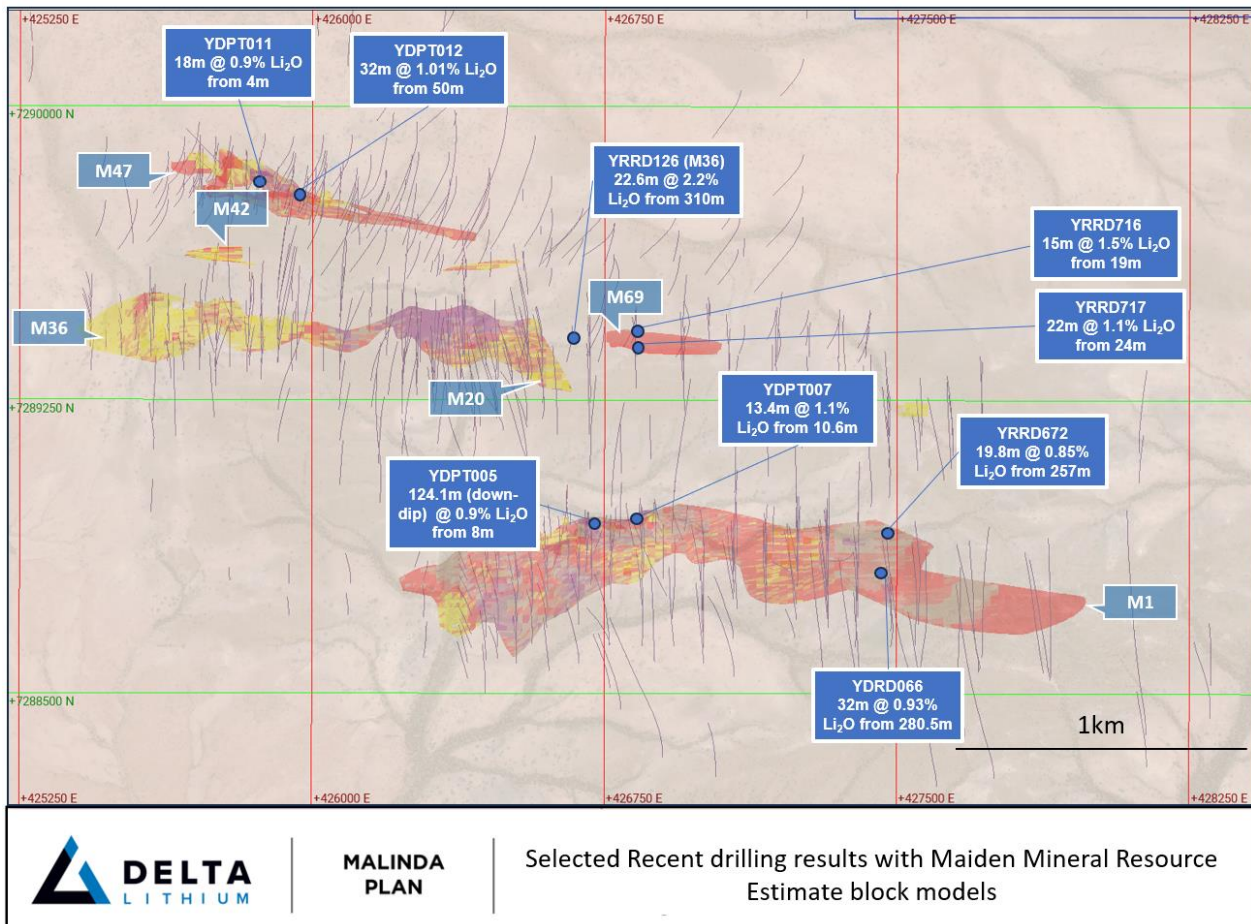 +425250 E
+426000 E
+426750 E
+427500 E
+428250 E
YDPT011
18m @ 0.9% Li₂O
from 4m
YDPT012
32m @ 1.01% Li₂O
from 50m
+7290000 N
M47
M42
YRRD126 (M36)
22.6m @ 2.2%
Li₂O from 310m
YRRD716
15m @ 1.5% Li₂O
from 19m
M69
YRRD717
22m @ 1.1% Li₂O
from 24m
M36
M20
+7289250 N
YDPT007
13.4m @ 1.1%
Li₂O from 10.6m
YRRD672
19.8m @ 0.85%
Li₂O from 257m
YDPT005
124.1m (down-
dip) @ 0.9% Li₂O
from 8m
M1
YDRD066
32m @ 0.93%
Li₂O from 280.5m
+7288500 N
1km
+425250 E
+426000 E
+426750 E
+427500 E
+428250 E
DELTA
LITHIUM
MALINDA
PLAN
Selected Recent drilling results with Maiden Mineral Resource
Estimate block models